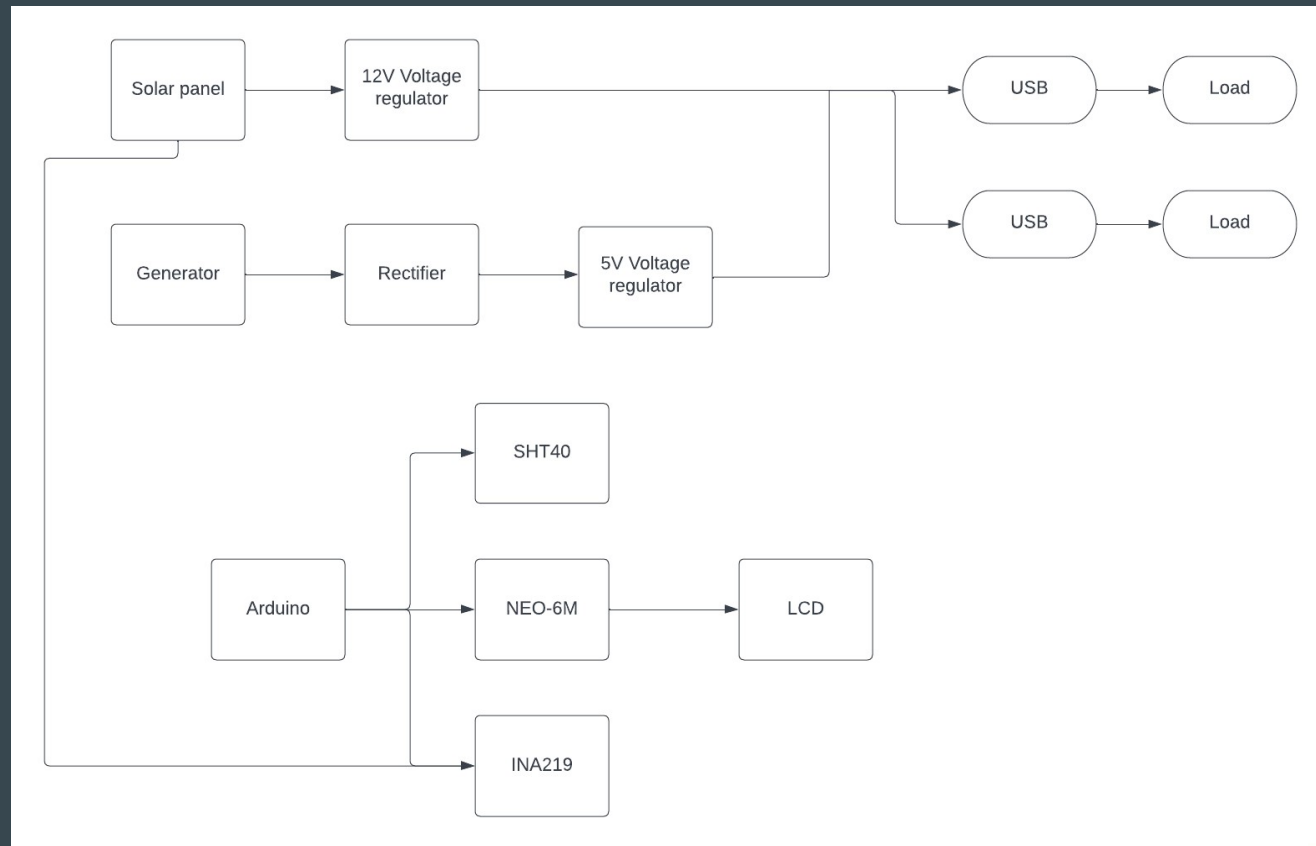 Solar panel
12V Voltage
regulator
USB
Load
Generator
Rectifier
5V Voltage
regulator
USB
Load
SHT40
Arduino
NEO-6M
LCD
INA219